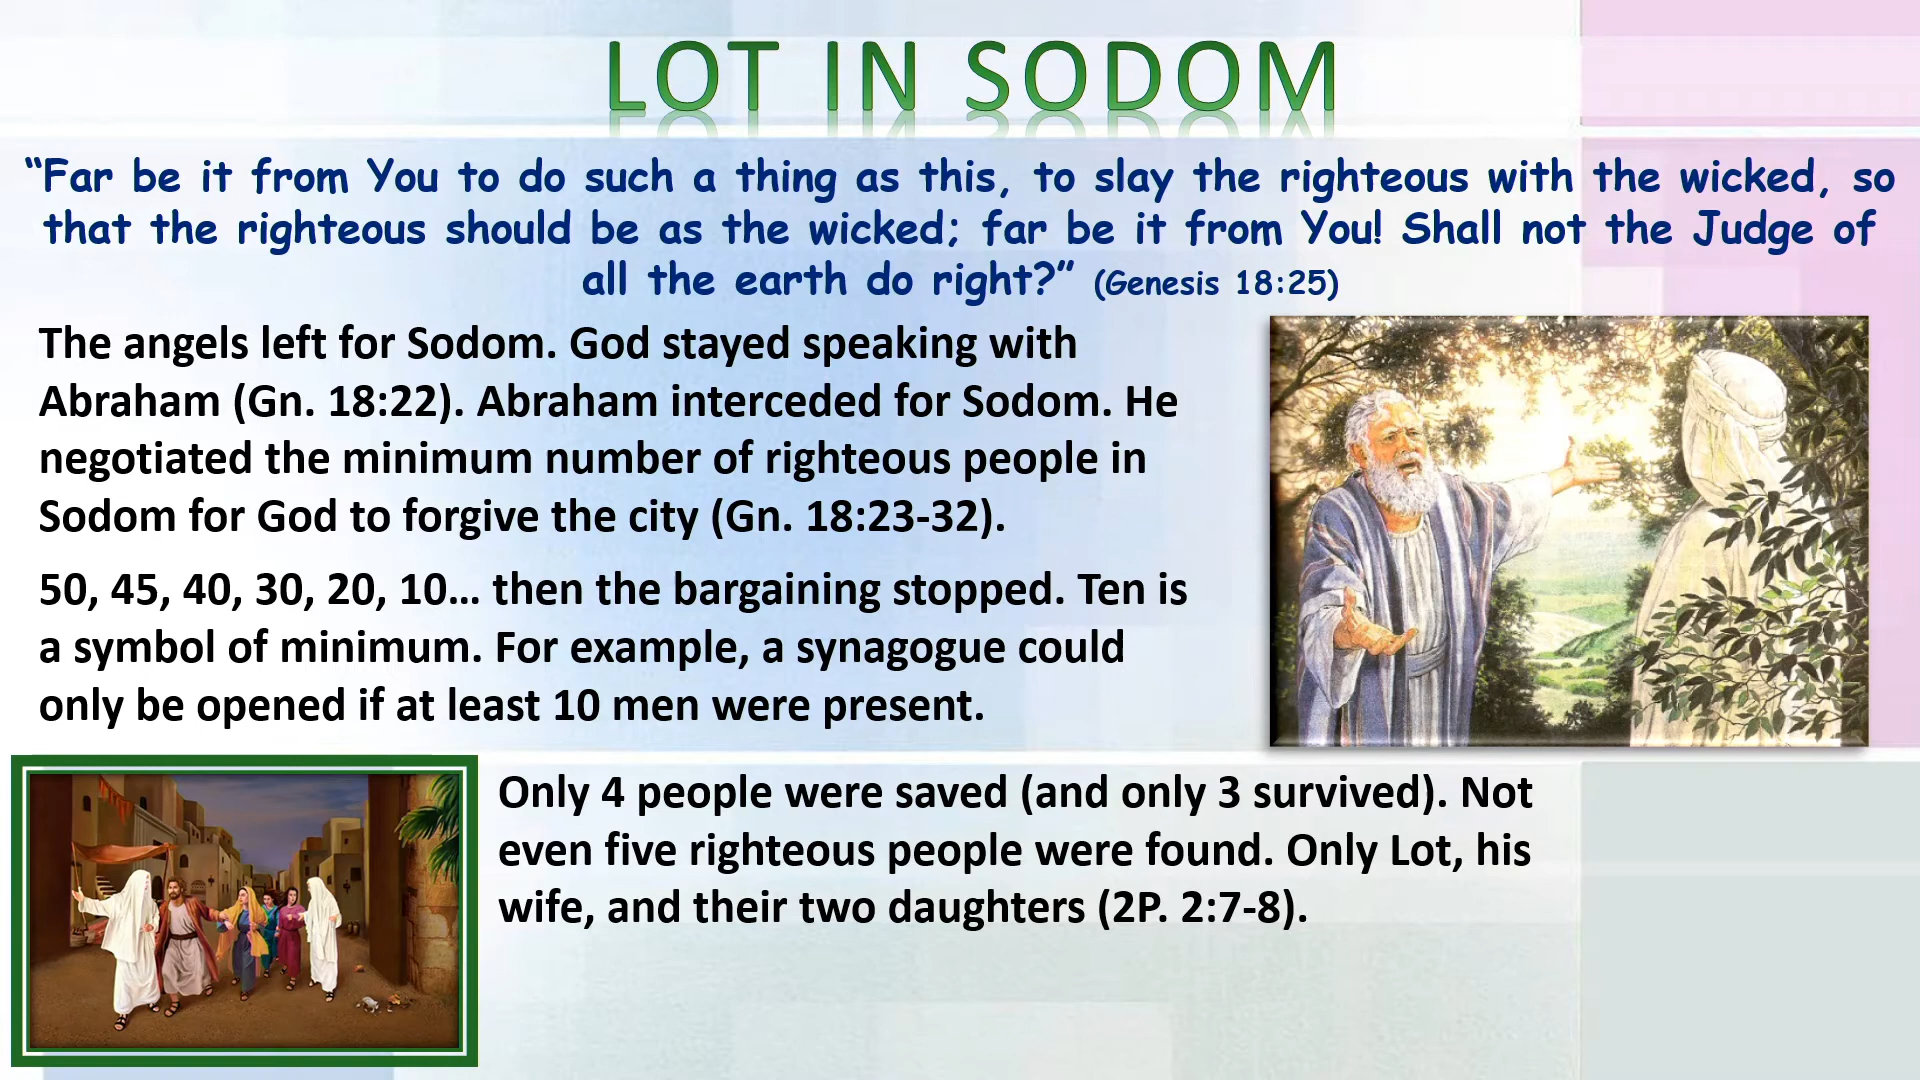 LOT IN SODOM
“Far be it from You to do such a thing as this, to slay the righteous with the wicked, so
that the righteous should be as the wicked; far be it from You! Shall not the Judge of
all the earth do right?” (Genesis 18:25)
The angels left for Sodom. God stayed speaking with
Abraham (Gn. 18:22). Abraham interceded for Sodom. He
negotiated the minimum number of righteous people in
Sodom for God to forgive the city (Gn. 18:23-32).
50, 45, 40, 30, 20, 10… then the bargaining stopped. Ten is
a symbol of minimum. For example, a synagogue could
only be opened if at least 10 men were present.
Only 4 people were saved (and only 3 survived). Not
even five righteous people were found. Only Lot, his
wife, and their two daughters (2P. 2:7-8).